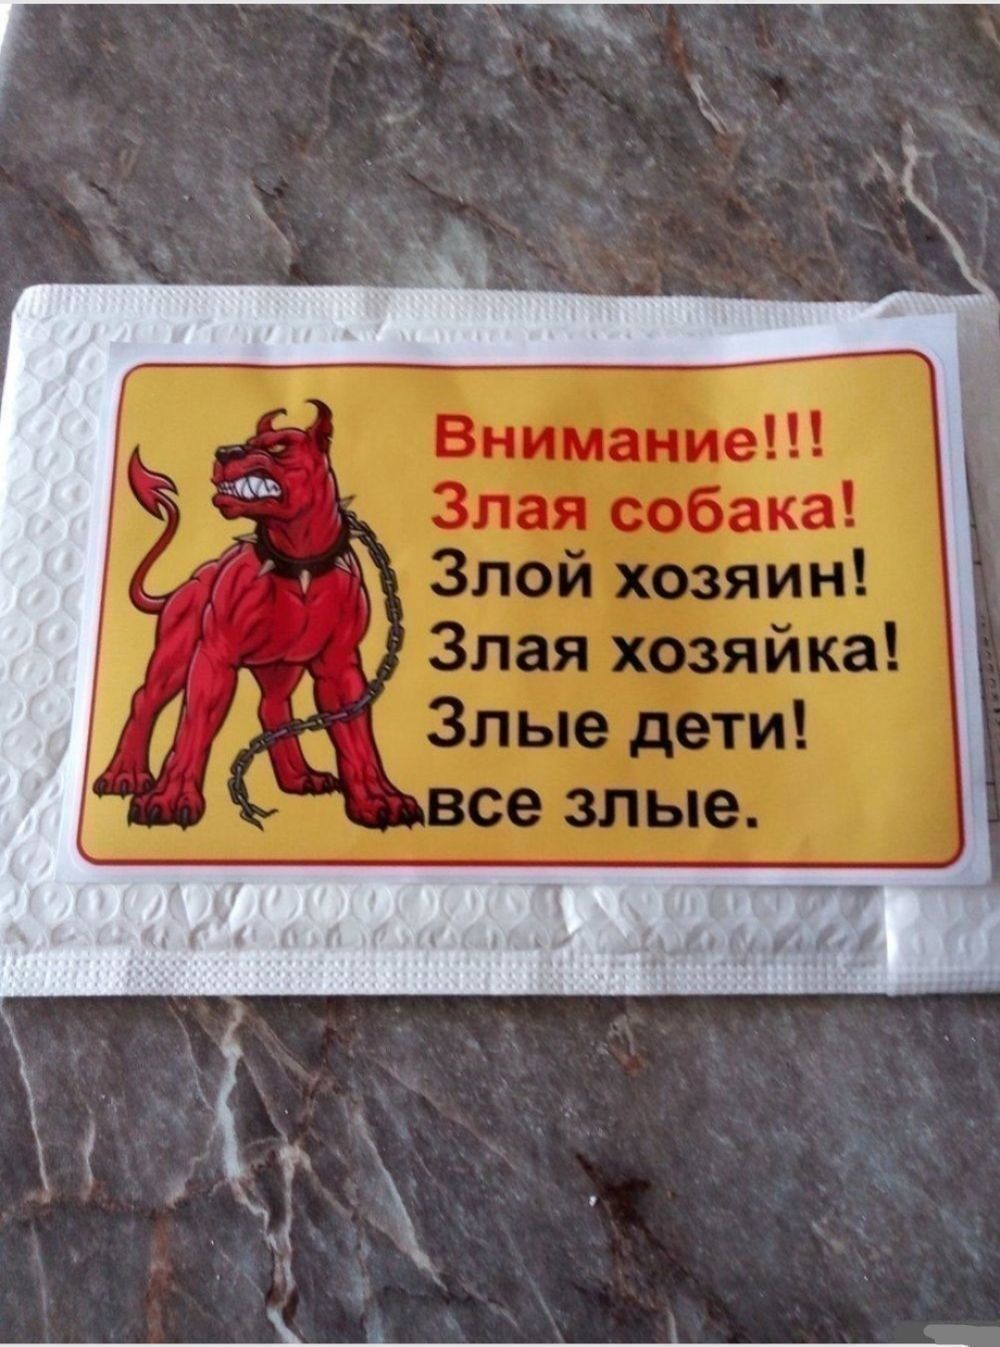 Внимание!!!
Злая собака!
Злой хозяин!
Злая хозяйка!
Злые дети!
все злые.